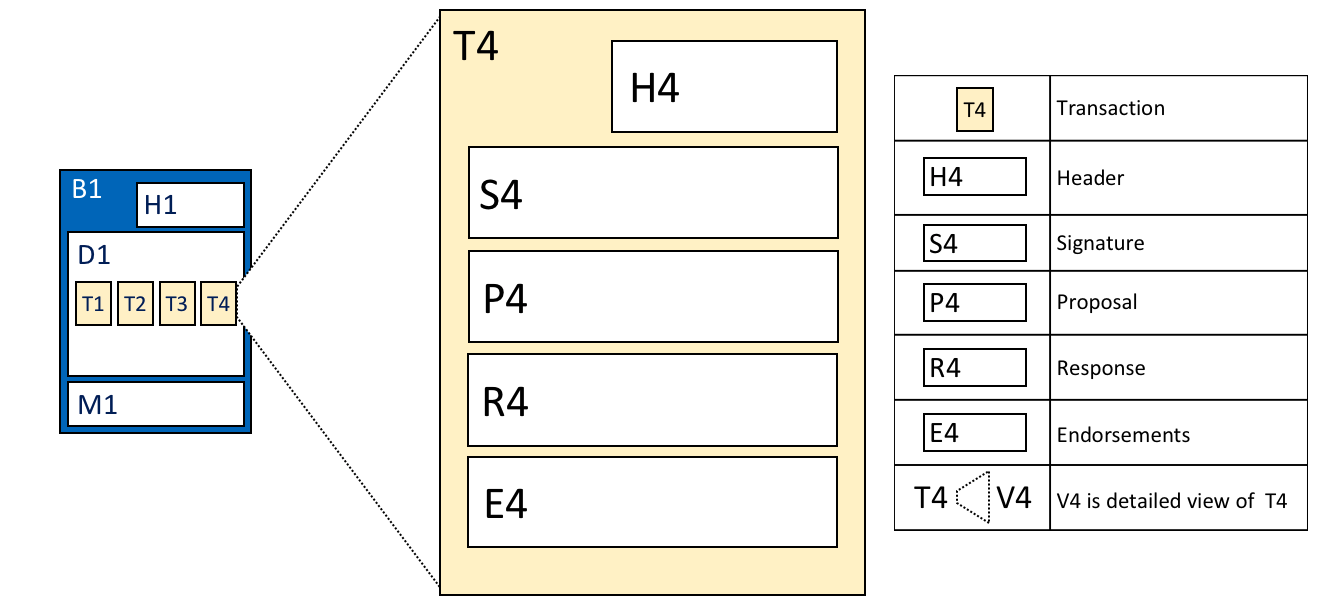 B1
H1
D1
T1 T2 T3 T4
M1
T4
H4
S4
P4
R4
E4
T4 Transaction
H4 Header
S4 Signature
P4 Proposal
R4 Response
E4 Endorsements
T4 V4 V4 is detailed view of T4